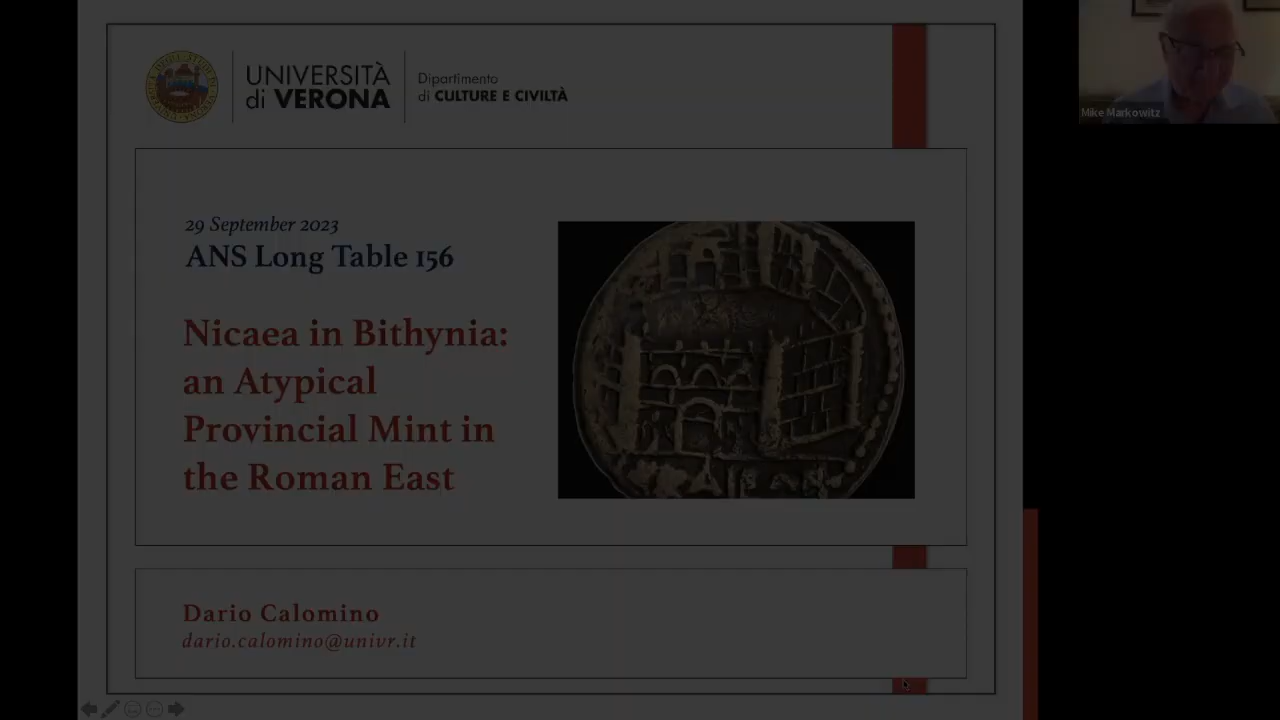 UNIVERSITÀ
di VERONA
Dipartimento
di CULTURE E CIVILTÀ
Mike Markowitz
29 September 2023
ANS Long Table 156
Nicaea in Bithynia:
an Atypical
Provincial Mint in
the Roman East
Dario Calomino
dario.calomino@univr.it